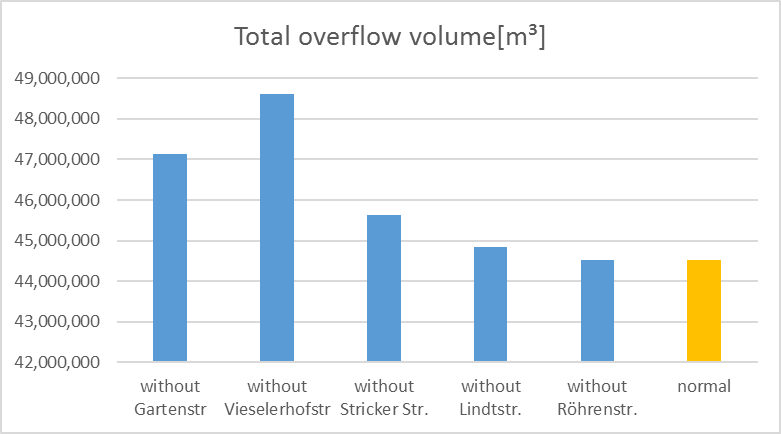 Total overflow volume[m³]
49,000,000
48,000,000
47,000,000
46,000,000
45,000,000
44,000,000
43,000,000
42,000,000
without Gartenstr
without Vieselerhofstr
without Stricker Str.
without Lindtstr.
without Röhrenstr.
normal